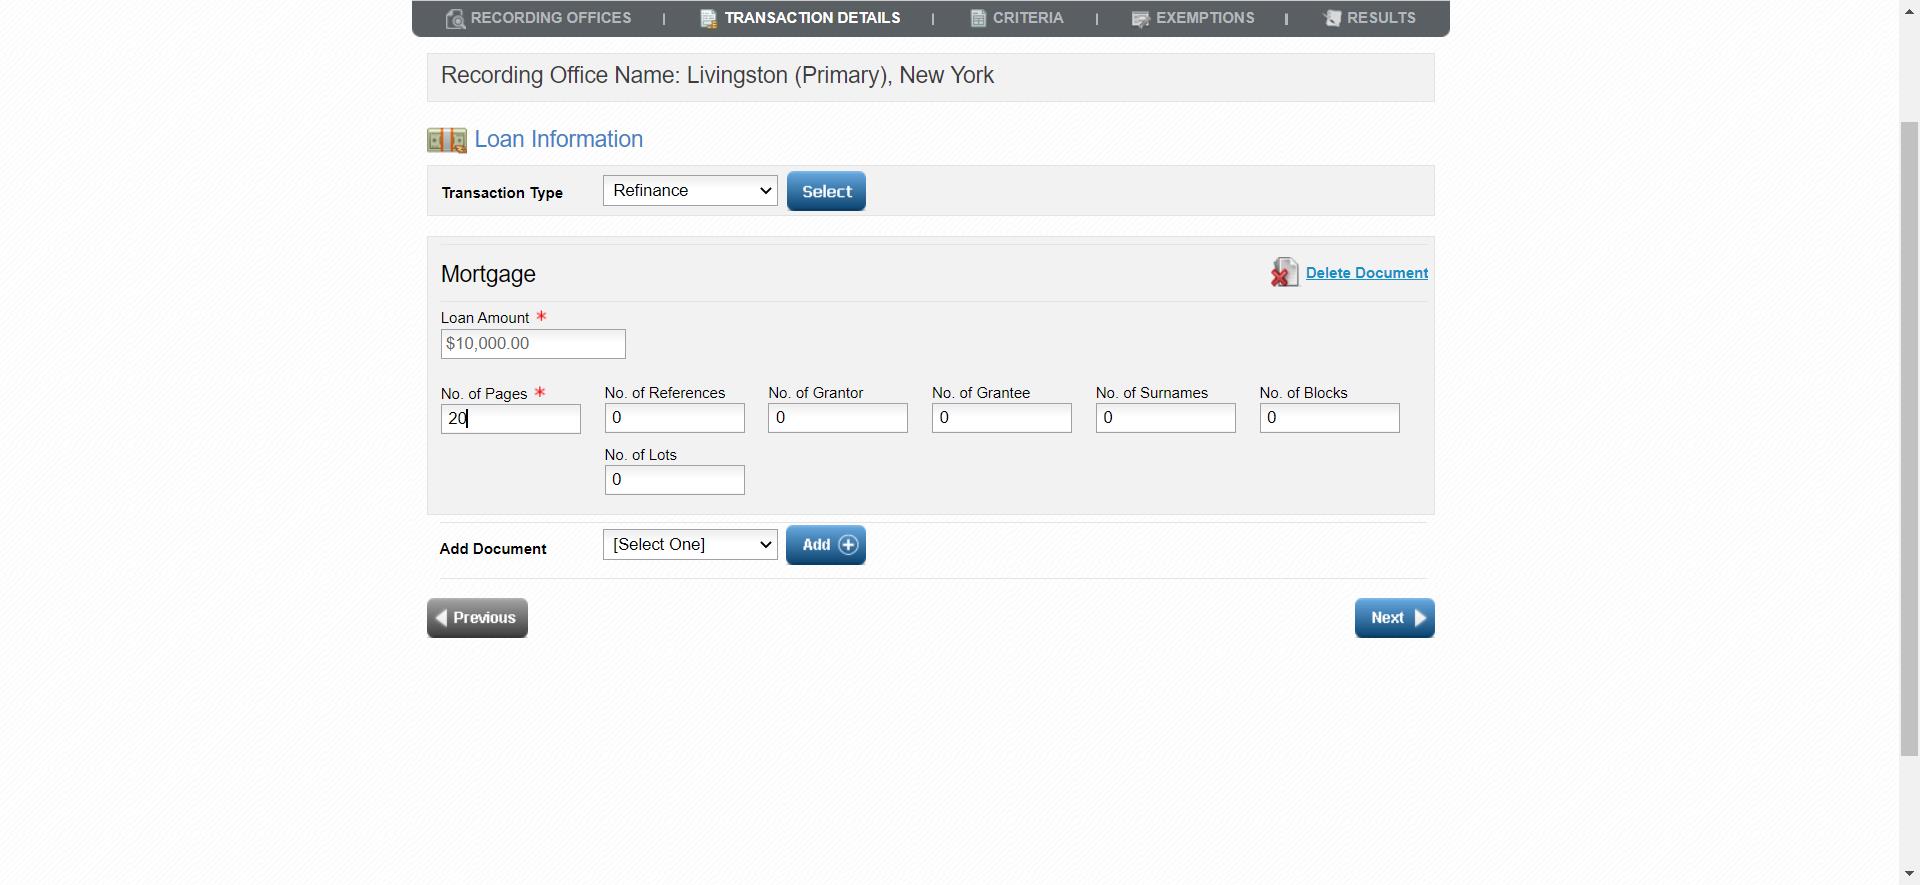 RECORDING OFFICES | TRANSACTION DETAILS | CRITERIA | EXEMPTIONS | RESULTS
Recording Office Name: Livingston (Primary), New York
Loan Information
Transaction Type Refinance Select
Mortgage Delete Document
Loan Amount *
$10,000.00
No. of Pages * No. of References No. of Grantor No. of Grantee No. of Surnames No. of Blocks
20 0 0 0 0 0
No. of Lots
0
Add Document [Select One] Add
Previous Next